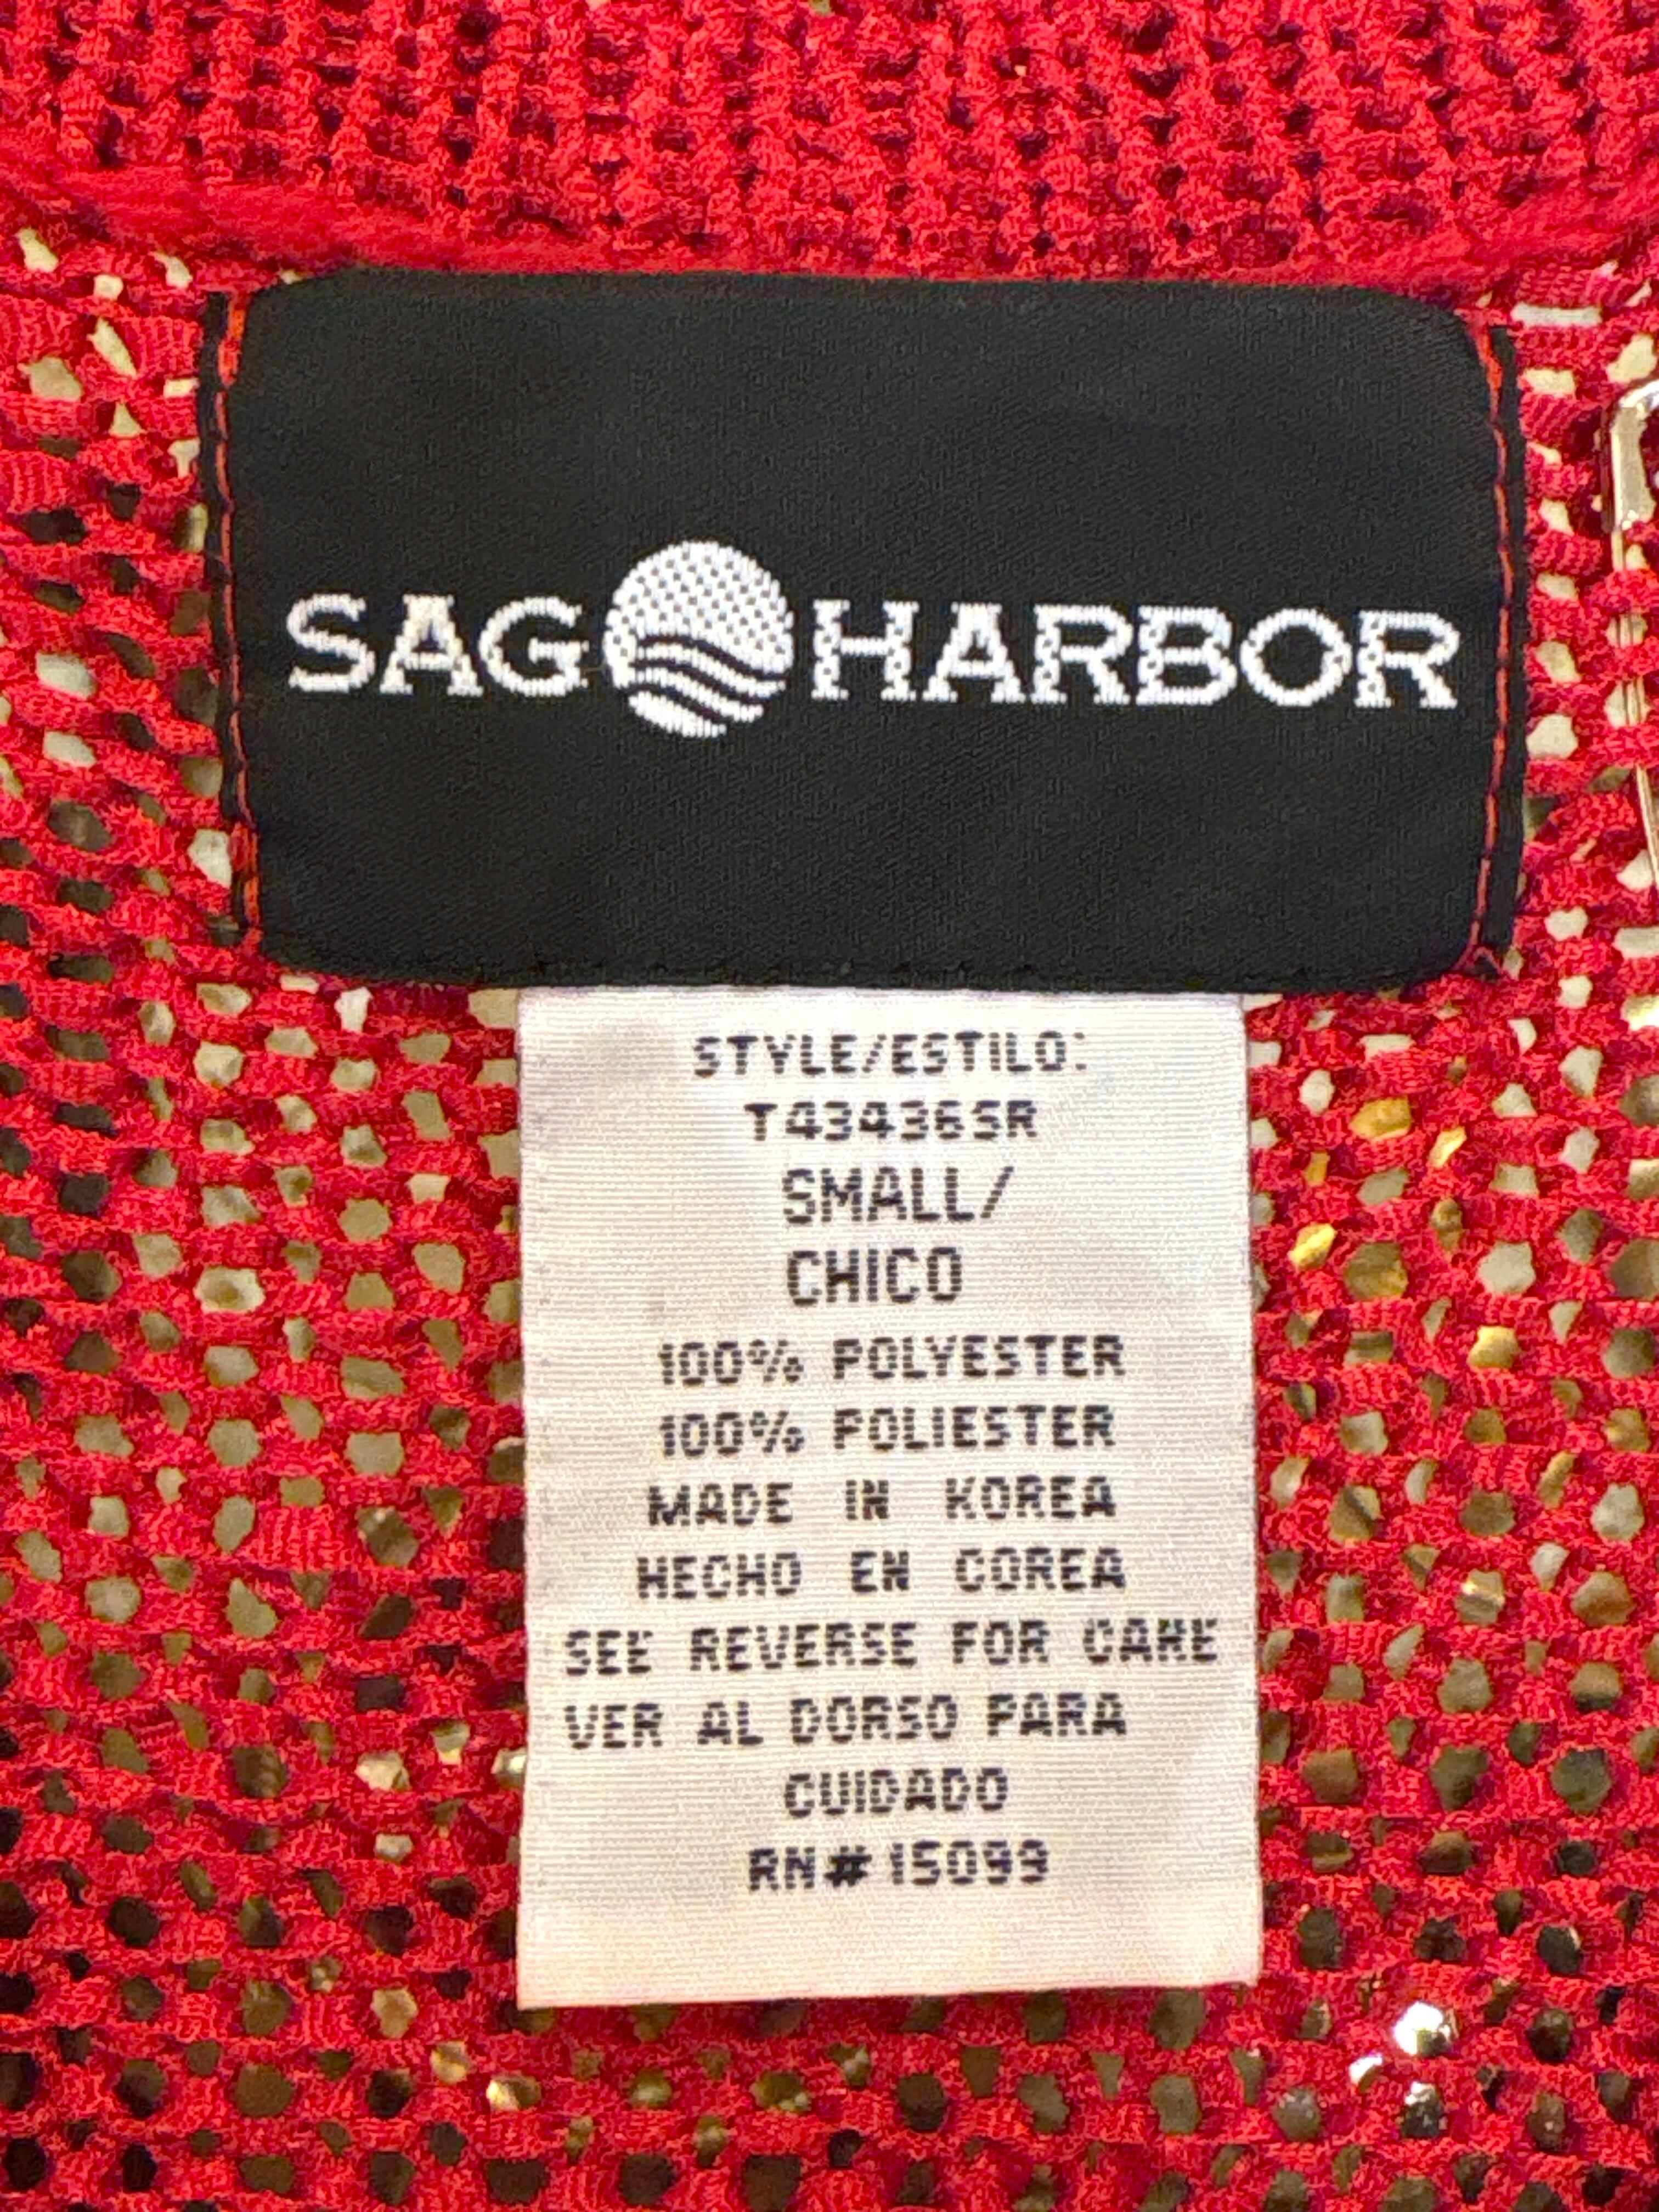 SAG HARBOR
STYLE/ESTILO:
T43436SR
SMALL/
CHICO
100% POLYESTER
100% POLIESTER
MADE IN KOREA
HECHO EN COREA
SEE REVERSE FOR CARE
VER AL DORSO PARA
CUIDADO
RN# 15099